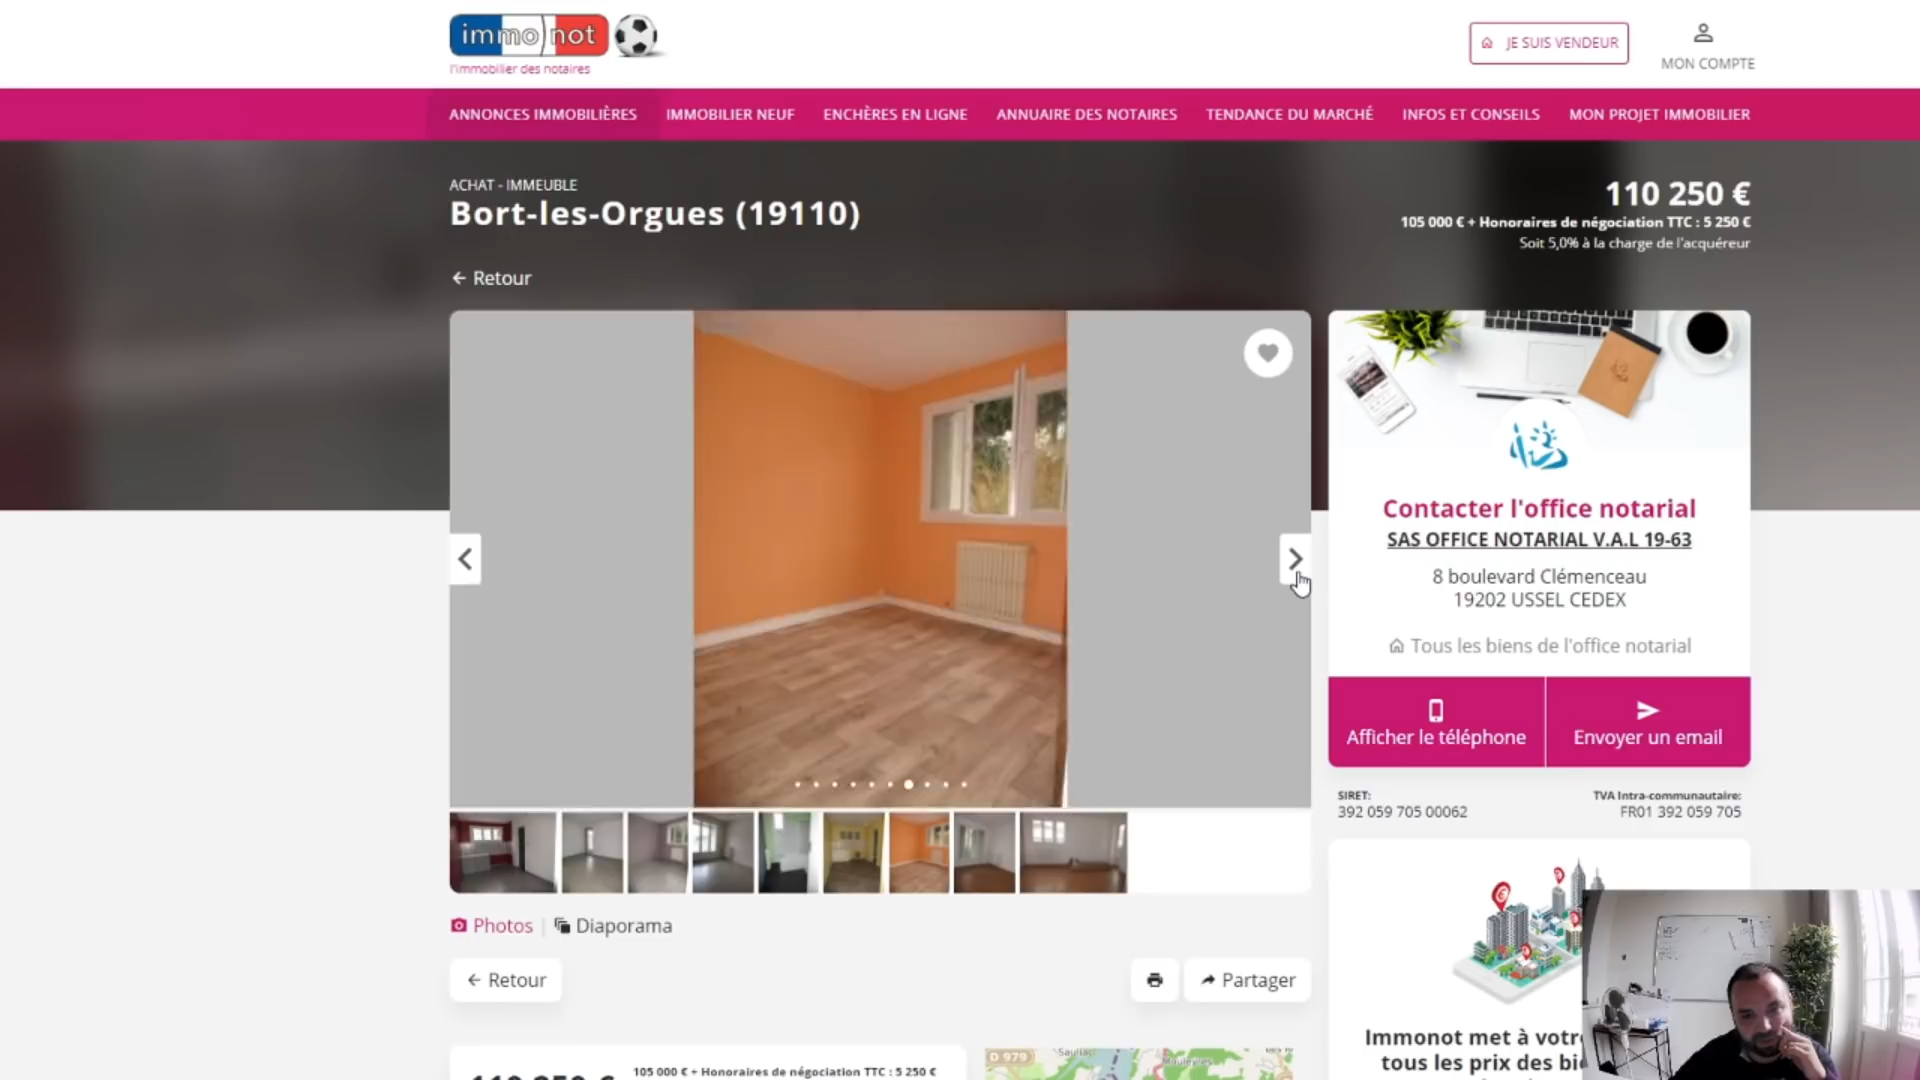 immo not
l'immobilier des notaires
JE SUIS VENDEUR
MON COMPTE
ANNONCES IMMOBILIÈRES IMMOBILIER NEUF ENCHÈRES EN LIGNE ANNUAIRE DES NOTAIRES TENDANCE DU MARCHÉ INFOS ET CONSEILS MON PROJET IMMOBILIER
ACHAT - IMMEUBLE
Bort-les-Orgues (19110)
110 250 €
105 000 € + Honoraires de négociation TTC : 5 250 €
Soit 5,0% à la charge de l'acquéreur
← Retour
Contacter l'office notarial
SAS OFFICE NOTARIAL V.A.L 19-63
8 boulevard Clémenceau
19202 USSEL CEDEX
Tous les biens de l'office notarial
Afficher le téléphone
Envoyer un email
SIRET:
392 059 705 00062
TVA Intra-communautaire:
FR01 392 059 705
Photos | Diaporama
← Retour
Partager
Immonot met à votr
tous les prix des bi
110 250 €
105 000 € + Honoraires de négociation TTC : 5 250 €
D 979